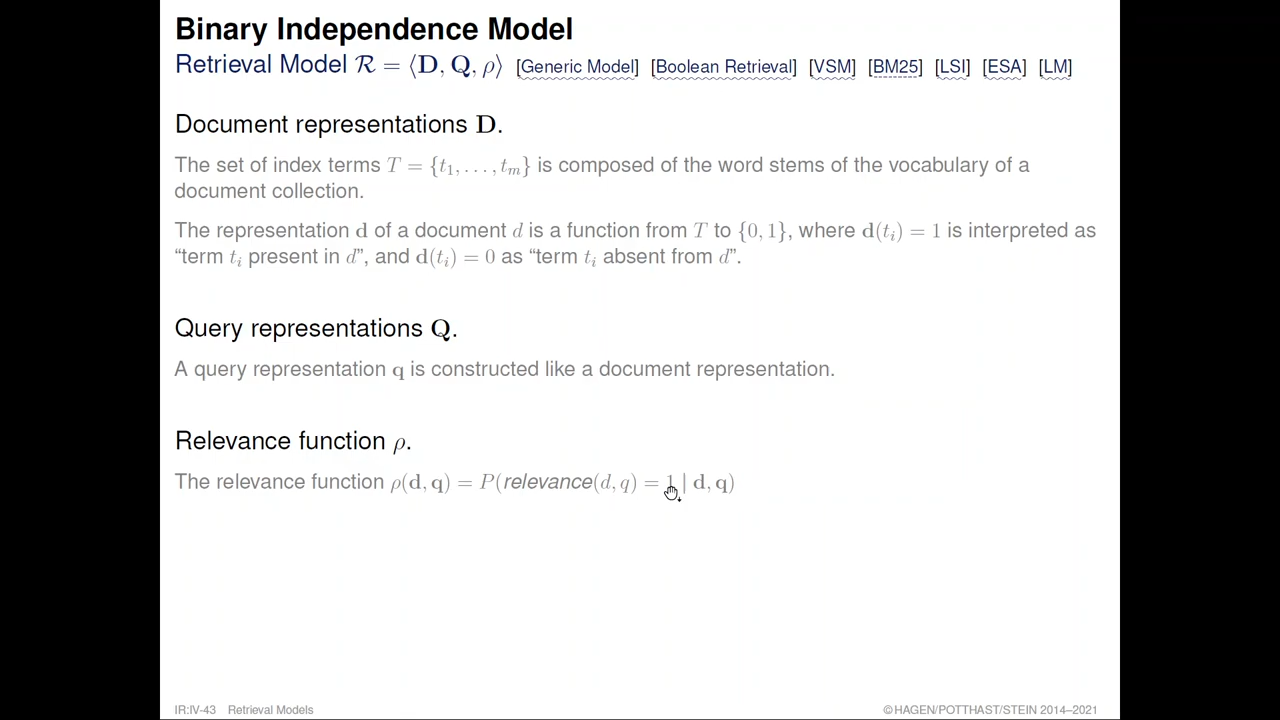 Binary Independence Model
Retrieval Model ℛ = ⟨D, Q, ρ⟩ [Generic Model] [Boolean Retrieval] [VSM] [BM25] [LSI] [ESA] [LM]
Document representations D.
The set of index terms T = {t₁, . . . , tₘ} is composed of the word stems of the vocabulary of a
document collection.
The representation d of a document d is a function from T to {0, 1}, where d(tᵢ) = 1 is interpreted as
“term tᵢ present in d”, and d(tᵢ) = 0 as “term tᵢ absent from d”.
Query representations Q.
A query representation q is constructed like a document representation.
Relevance function ρ.
The relevance function ρ(d, q) = P(relevance(d, q) = 1 | d, q)
IR:IV-43 Retrieval Models
©HAGEN/POTTHAST/STEIN 2014–2021